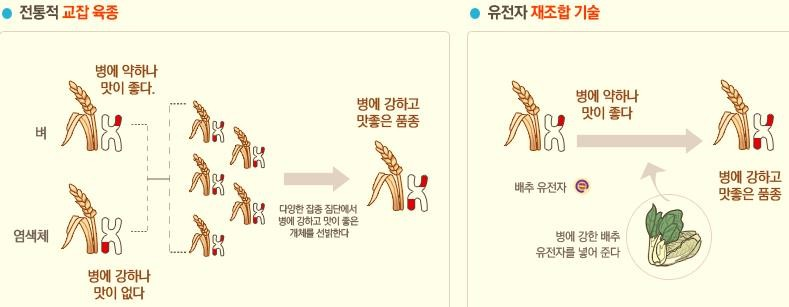 전통적 교잡 육종
병에 약하나
맛이 좋다.
벼
염색체
병에 강하나
맛이 없다
다양한 잡종 집단에서
병에 강하고 맛이 좋은
개체를 선발한다
병에 강하고
맛좋은 품종
유전자 재조합 기술
병에 약하나
맛이 좋다
배추 유전자
병에 강한 배추
유전자를 넣어 준다
병에 강하고
맛좋은 품종